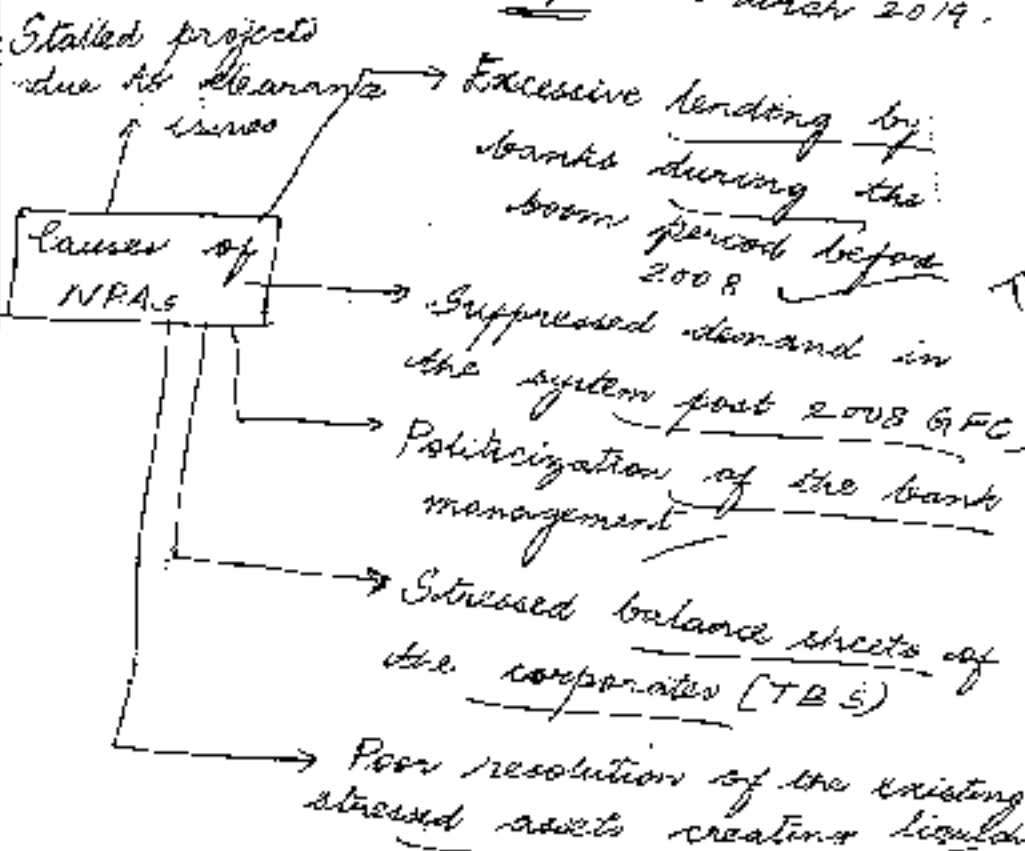 March 2019.
Stalled projects
due to clearance
issues
Excessive lending by
banks during the
boom period before
2008
Causes of
NPAs
Suppressed demand in
the system post 2008 GFC
Politicization of the bank
management
Stressed balance sheets of
the corporates (TBS)
Poor resolution of the existing
stressed assets creating